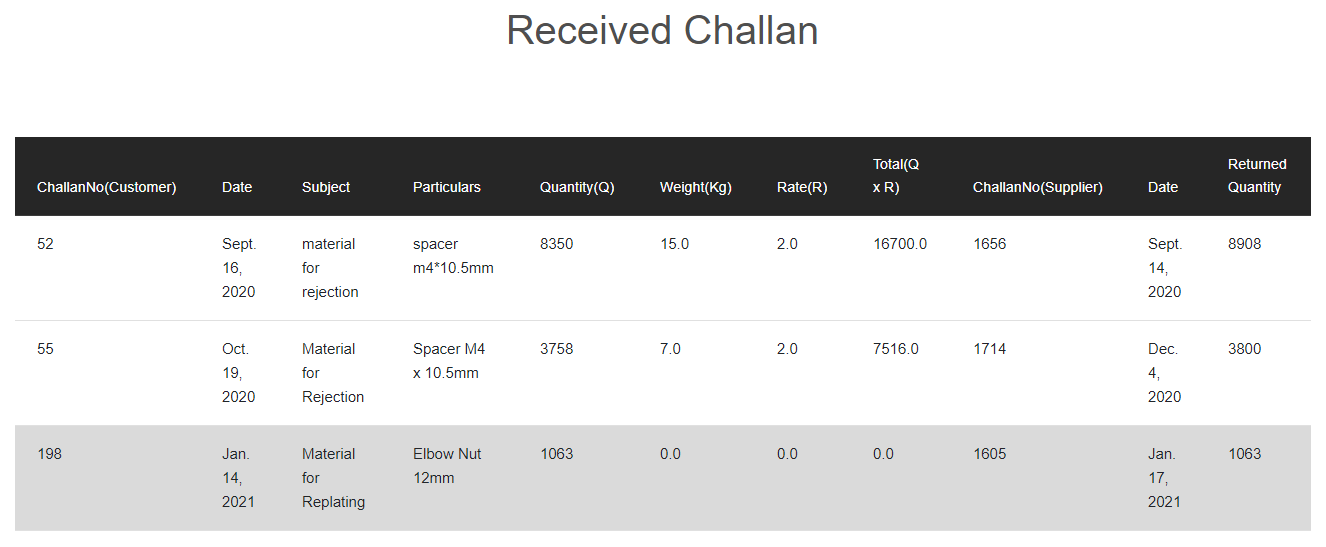 Received Challan
ChallanNo(Customer) Date Subject Particulars Quantity(Q) Weight(Kg) Rate(R) Total(Q x R) ChallanNo(Supplier) Date Returned Quantity
52 Sept. 16, 2020 material for rejection spacer m4*10.5mm 8350 15.0 2.0 16700.0 1656 Sept. 14, 2020 8908
55 Oct. 19, 2020 Material for Rejection Spacer M4 x 10.5mm 3758 7.0 2.0 7516.0 1714 Dec. 4, 2020 3800
198 Jan. 14, 2021 Material for Replating Elbow Nut 12mm 1063 0.0 0.0 0.0 1605 Jan. 17, 2021 1063